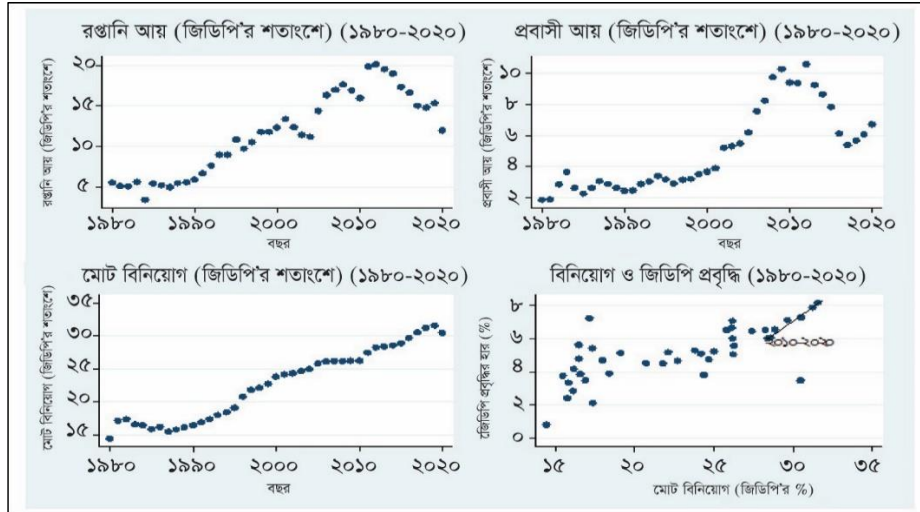 রপ্তানি আয় (জিডিপি'র শতাংশে) (১৯৮০-২০২০)
রপ্তানি আয় (জিডিপি'র শতাংশে)
২০
১৫
১০
৫
১৯৮০ ১৯৯০ ২০০০ ২০১০ ২০২০
বছর
প্রবাসী আয় (জিডিপি'র শতাংশে) (১৯৮০-২০২০)
প্রবাসী আয় (জিডিপি'র শতাংশে)
১০
৮
৬
৪
২
১৯৮০ ১৯৯০ ২০০০ ২০১০ ২০২০
বছর
মোট বিনিয়োগ (জিডিপি'র শতাংশে) (১৯৮০-২০২০)
মোট বিনিয়োগ (জিডিপি'র শতাংশে)
৩৫
৩০
২৫
২০
১৫
১৯৮০ ১৯৯০ ২০০০ ২০১০ ২০২০
বছর
বিনিয়োগ ও জিডিপি প্রবৃদ্ধি (১৯৮০-২০২০)
জিডিপি প্রবৃদ্ধির হার (%)
৮
৬
৪
২
০
১৫ ২০ ২৫ ৩০ ৩৫
মোট বিনিয়োগ (জিডিপি'র %)